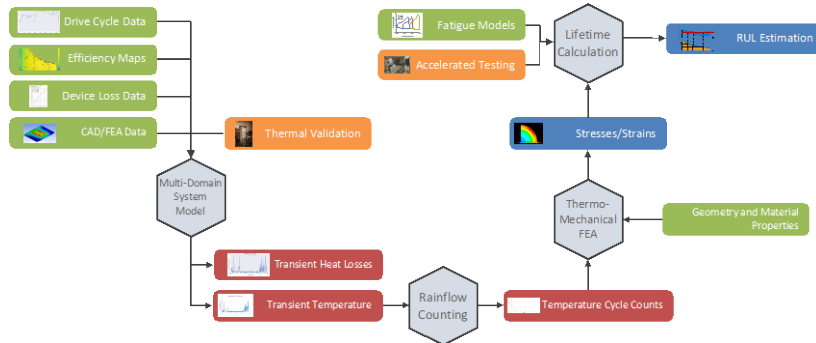 Drive Cycle Data
Efficiency Maps
Device Loss Data
CAD/FEA Data
Thermal Validation
Multi-Domain
System
Model
Transient Heat Losses
Transient Temperature
Rainflow
Counting
Temperature Cycle Counts
Thermo-
Mechanical
FEA
Geometry and Material
Properties
Stresses/Strains
Fatigue Models
Accelerated Testing
Lifetime
Calculation
RUL Estimation